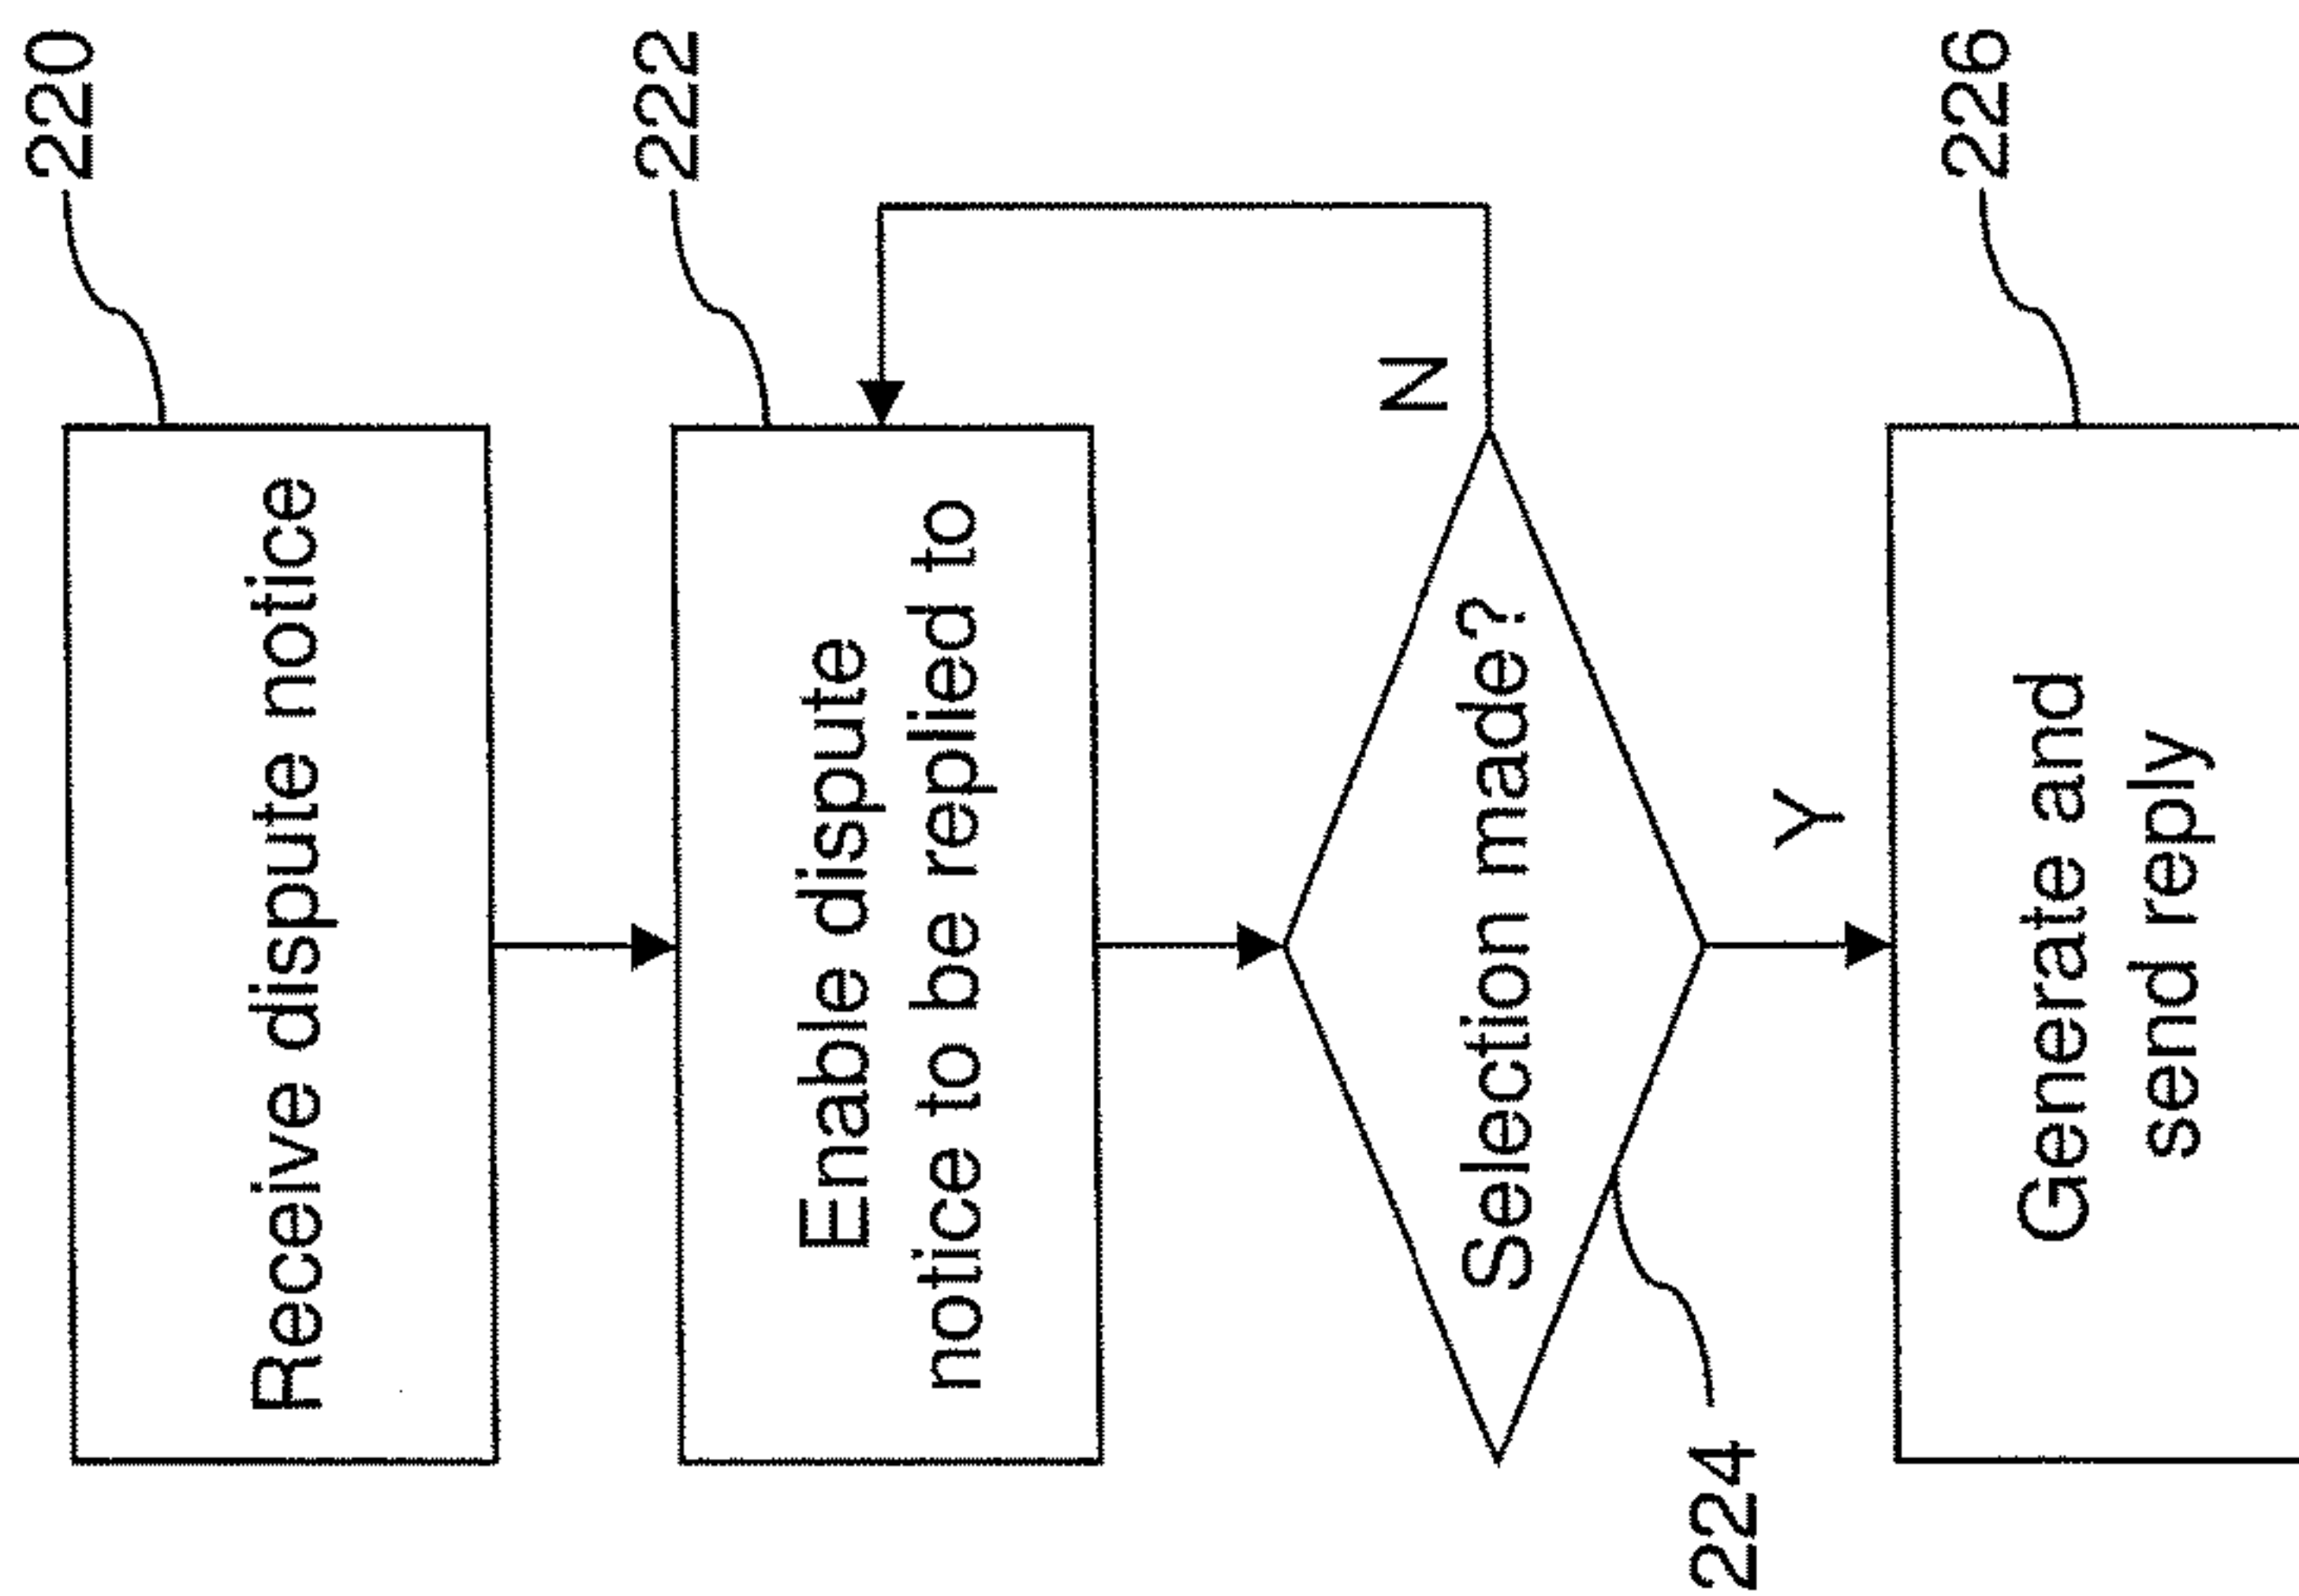 220
Receive dispute notice
222
Enable dispute
notice to be replied to
N
Selection made?
224
Y
226
Generate and
send reply